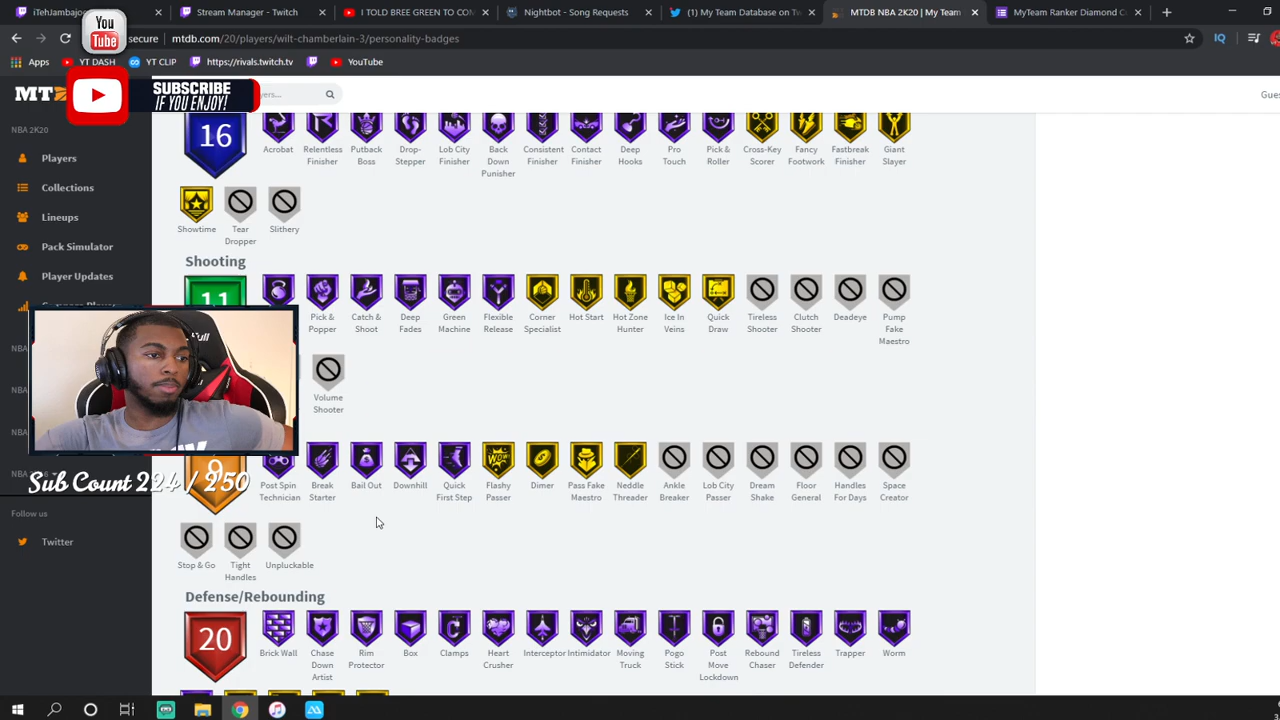 iTehJambajo
Stream Manager - Twitch
I TOLD BREE GREEN TO CO
Nightbot - Song Requests
(1) My Team Database on Tw
MTDB NBA 2K20 | My Team
MyTeam Ranker Diamond C
You
Tube
secure mtdb.com/20/players/wilt-chamberlain-3/personality-badges
Apps YT DASH YT CLIP https://rivals.twitch.tv YouTube
MT
SUBSCRIBE
IF YOU ENJOY!
ers...
Gues
NBA 2K20
Players
Collections
Lineups
Pack Simulator
Player Updates
Follow us
Twitter
16
Acrobat
Relentless Finisher
Putback Boss
Drop-Stepper
Lob City Finisher
Back Down Punisher
Consistent Finisher
Contact Finisher
Deep Hooks
Pro Touch
Pick & Roller
Cross-Key Scorer
Fancy Footwork
Fastbreak Finisher
Giant Slayer
Showtime
Tear Dropper
Slithery
Shooting
11
Pick & Popper
Catch & Shoot
Deep Fades
Green Machine
Flexible Release
Corner Specialist
Hot Start
Hot Zone Hunter
Ice In Veins
Quick Draw
Tireless Shooter
Clutch Shooter
Deadeye
Pump Fake Maestro
Volume Shooter
Sub Count 224 / 250
9
Post Spin Technician
Break Starter
Bail Out
Downhill
Quick First Step
WOW!
Flashy Passer
Dimer
Pass Fake Maestro
Neddle Threader
Ankle Breaker
Lob City Passer
Dream Shake
Floor General
Handles For Days
Space Creator
Stop & Go
Tight Handles
Unpluckable
Defense/Rebounding
20
Brick Wall
Chase Down Artist
Rim Protector
Box
Clamps
Heart Crusher
Interceptor
Intimidator
Moving Truck
Pogo Stick
Post Move Lockdown
Rebound Chaser
Tireless Defender
Trapper
Worm